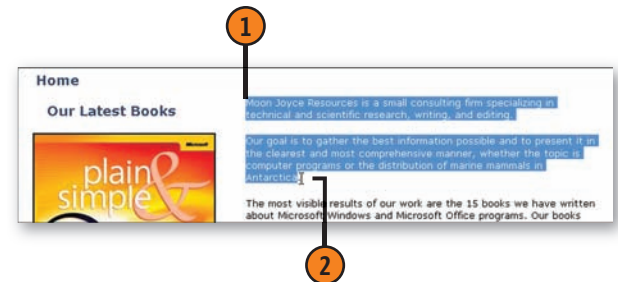 1
Home
Our Latest Books
Microsoft
plain
&
simple
Moon Joyce Resources is a small consulting firm specializing in
technical and scientific research, writing, and editing.
Our goal is to gather the best information possible and to present it in
the clearest and most comprehensive manner, whether the topic is
computer programs or the distribution of marine mammals in
Antarctica.
The most visible results of our work are the 15 books we have written
about Microsoft Windows and Microsoft Office programs. Our books
2